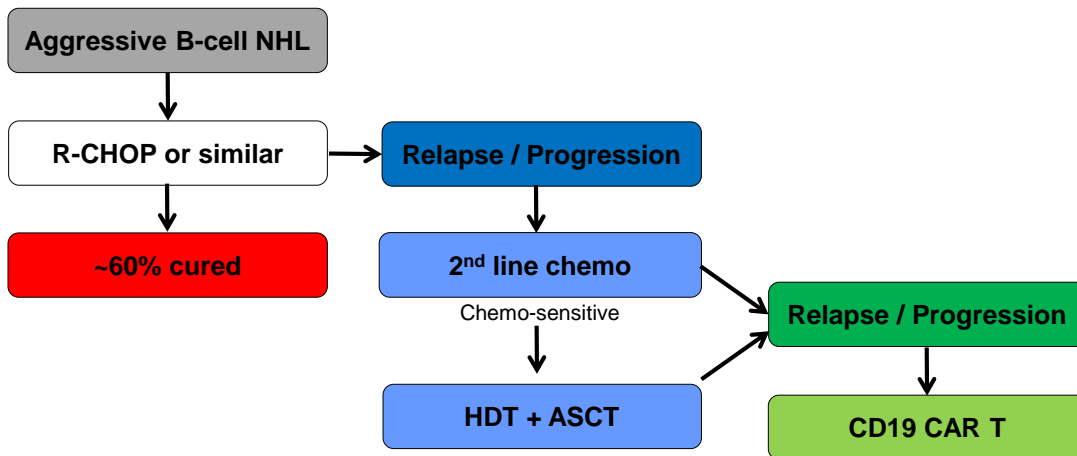 Aggressive B-cell NHL
R-CHOP or similar
Relapse / Progression
~60% cured
2nd line chemo
Chemo-sensitive
Relapse / Progression
HDT + ASCT
CD19 CAR T